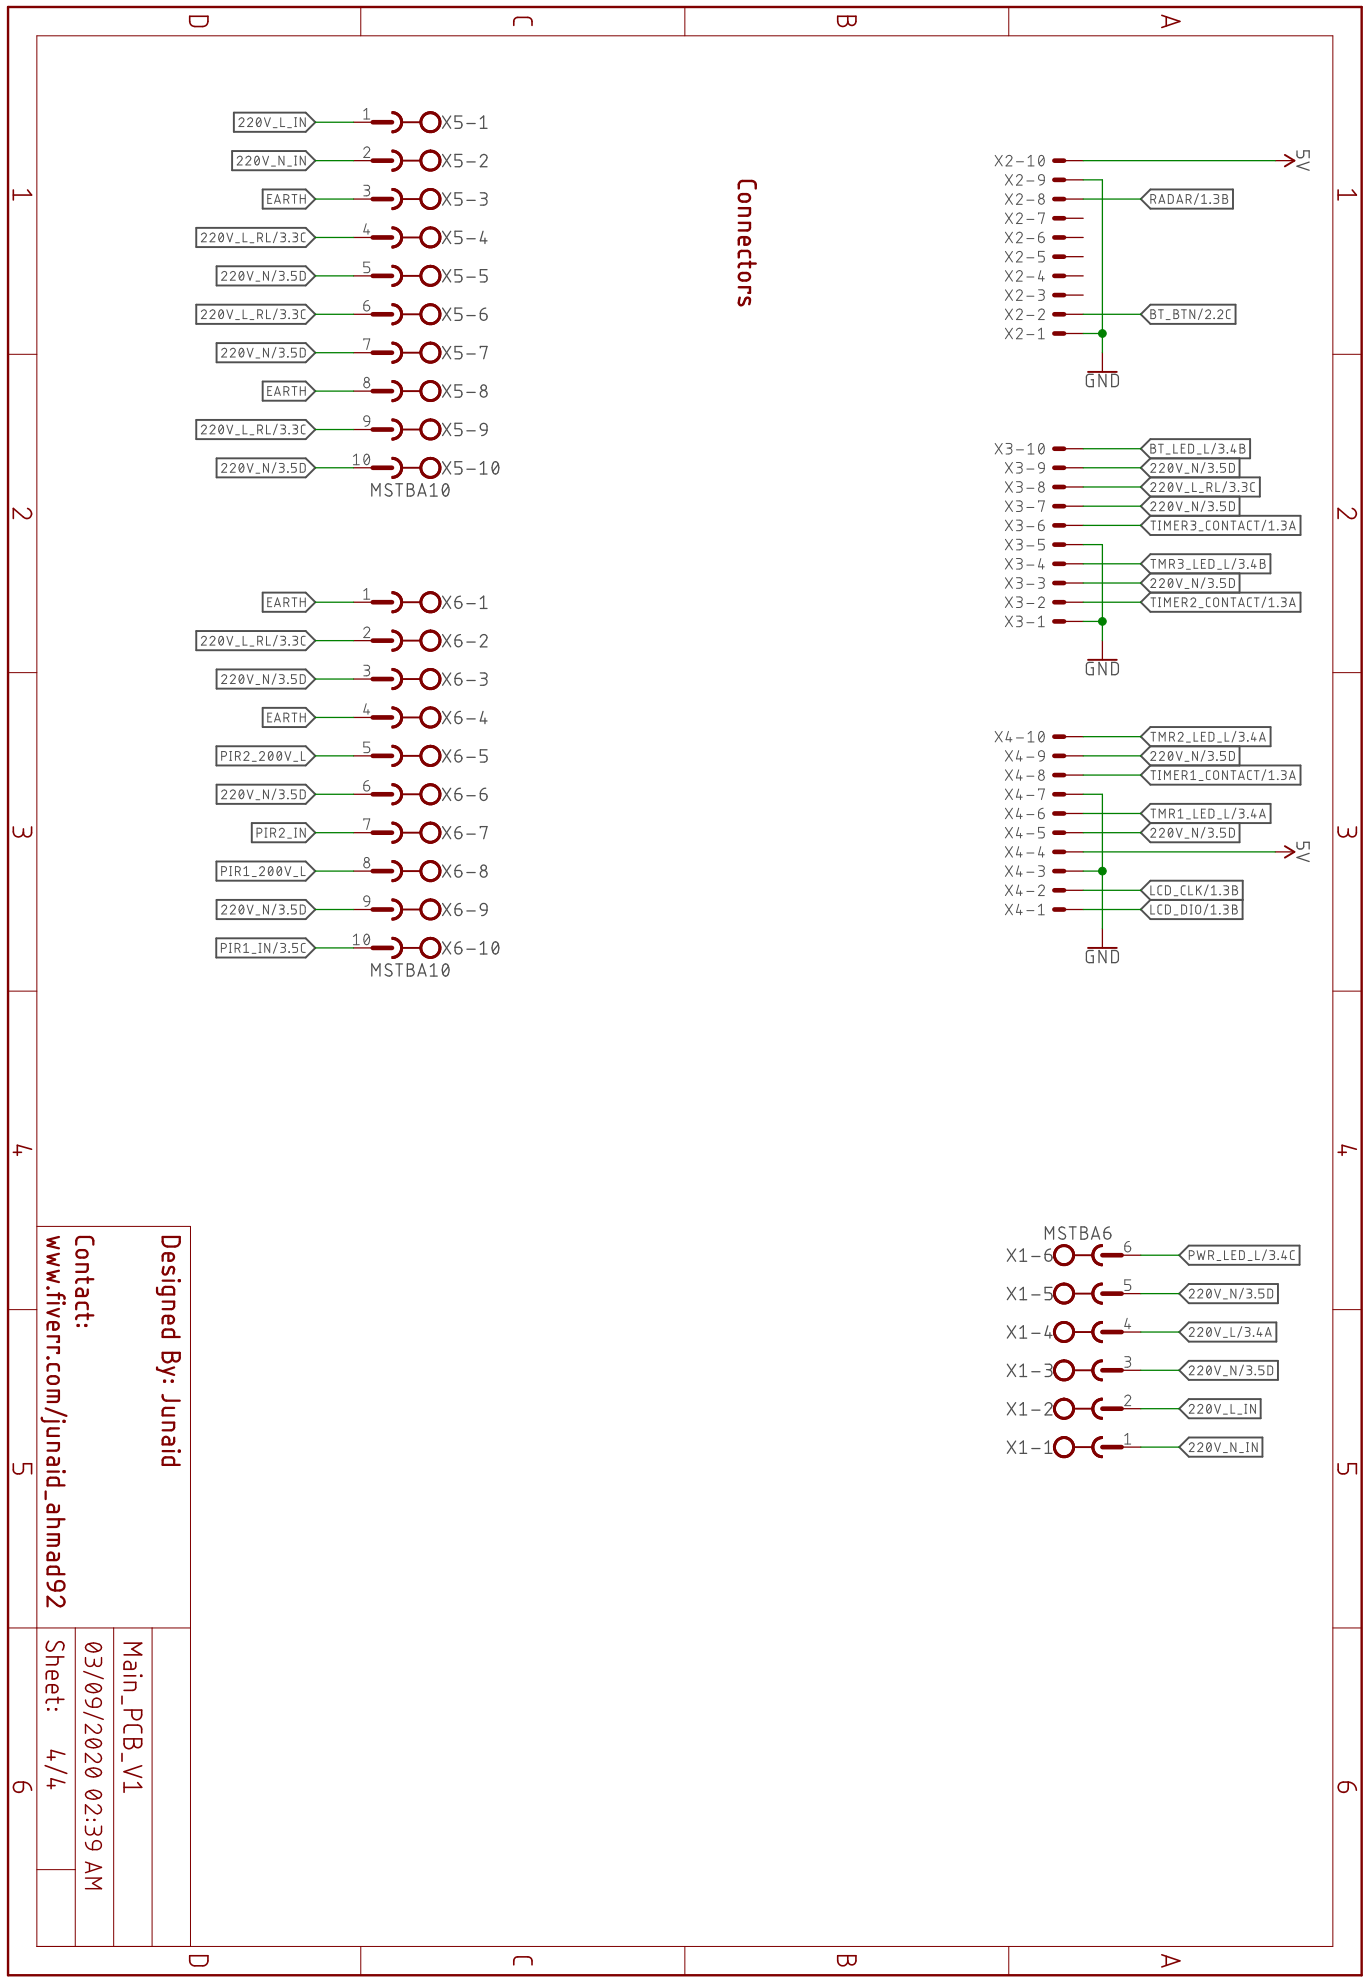 D C B A
1
2
3
4
5
6
1
2
3
4
5
6
D C B A
Connectors
220V_L_IN 1 X5-1
220V_N_IN 2 X5-2
EARTH 3 X5-3
220V_L_RL/3.3C 4 X5-4
220V_N/3.5D 5 X5-5
220V_L_RL/3.3C 6 X5-6
220V_N/3.5D 7 X5-7
EARTH 8 X5-8
220V_L_RL/3.3C 9 X5-9
220V_N/3.5D 10 X5-10
MSTBA10
EARTH 1 X6-1
220V_L_RL/3.3C 2 X6-2
220V_N/3.5D 3 X6-3
EARTH 4 X6-4
PIR2_200V_L 5 X6-5
220V_N/3.5D 6 X6-6
PIR2_IN 7 X6-7
PIR1_200V_L 8 X6-8
220V_N/3.5D 9 X6-9
PIR1_IN/3.5C 10 X6-10
MSTBA10
X2-10 5V
X2-9
X2-8 RADAR/1.3B
X2-7
X2-6
X2-5
X2-4
X2-3
X2-2 BT_BTN/2.2C
X2-1
GND
X3-10 BT_LED_L/3.4B
X3-9 220V_N/3.5D
X3-8 220V_L_RL/3.3C
X3-7 220V_N/3.5D
X3-6 TIMER3_CONTACT/1.3A
X3-5
X3-4 TMR3_LED_L/3.4B
X3-3 220V_N/3.5D
X3-2 TIMER2_CONTACT/1.3A
X3-1
GND
X4-10 TMR2_LED_L/3.4A
X4-9 220V_N/3.5D
X4-8 TIMER1_CONTACT/1.3A
X4-7
X4-6 TMR1_LED_L/3.4A
X4-5 220V_N/3.5D
X4-4 5V
X4-3
X4-2 LCD_CLK/1.3B
X4-1 LCD_DIO/1.3B
GND
MSTBA6
X1-6 6 PWR_LED_L/3.4C
X1-5 5 220V_N/3.5D
X1-4 4 220V_L/3.4A
X1-3 3 220V_N/3.5D
X1-2 2 220V_L_IN
X1-1 1 220V_N_IN
Designed By: Junaid
Contact:
www.fiverr.com/junaid_ahmad92
Main_PCB_V1
03/09/2020 02:39 AM
Sheet: 4/4